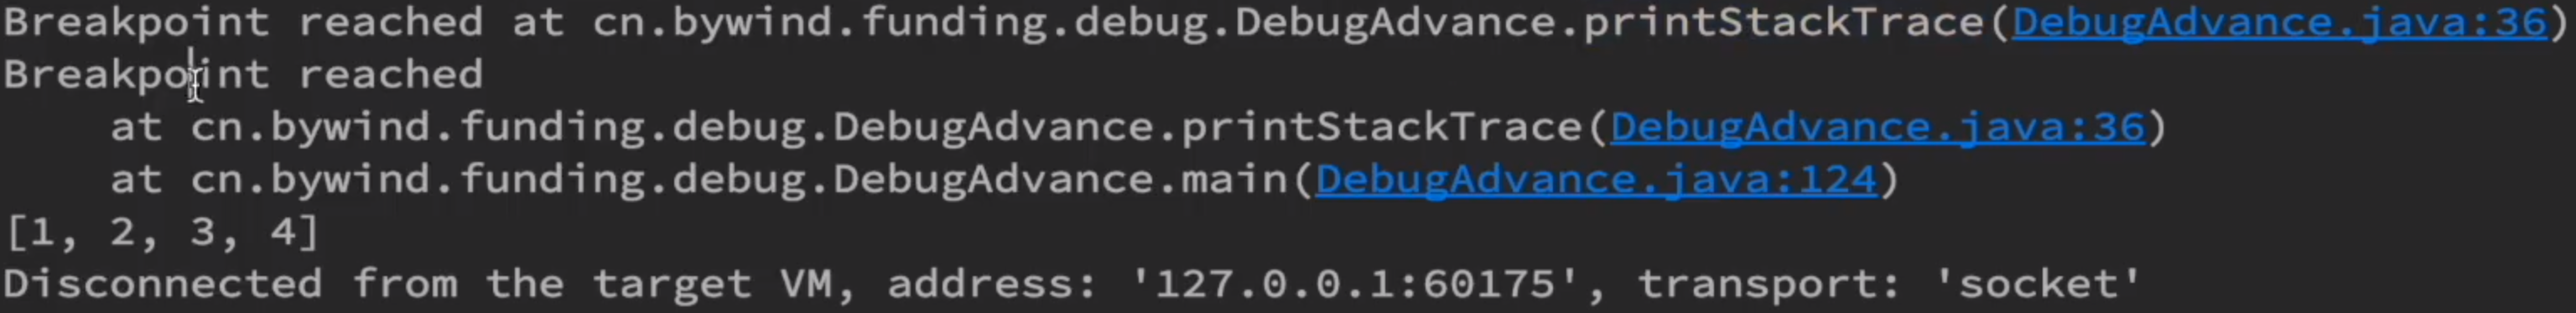 Breakpoint reached at cn.bywind.funding.debug.DebugAdvance.printStackTrace(DebugAdvance.java:36)
Breakpoint reached
    at cn.bywind.funding.debug.DebugAdvance.printStackTrace(DebugAdvance.java:36)
    at cn.bywind.funding.debug.DebugAdvance.main(DebugAdvance.java:124)
[1, 2, 3, 4]
Disconnected from the target VM, address: '127.0.0.1:60175', transport: 'socket'